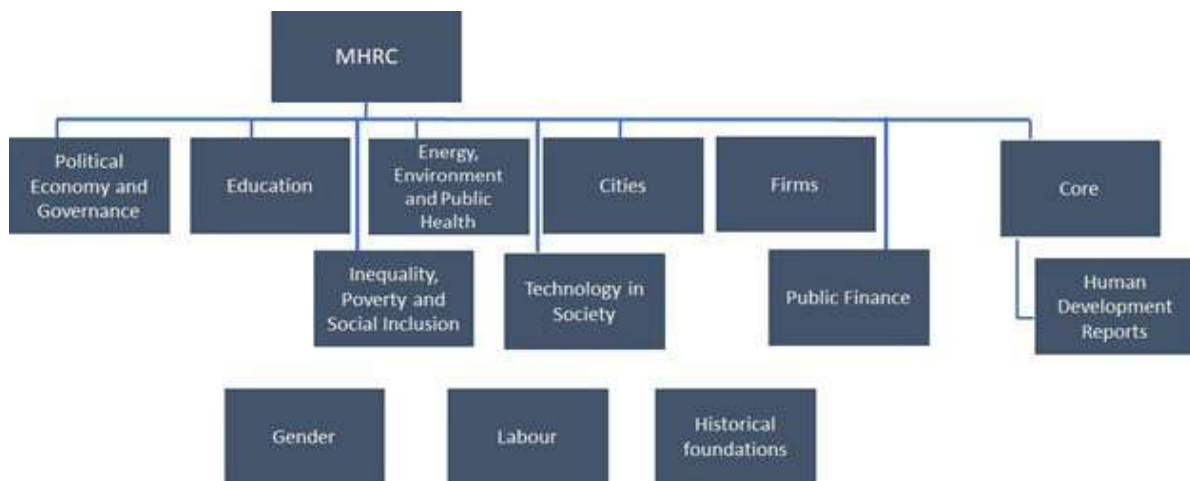 MHRC
Political
Economy and
Governance
Education
Energy,
Environment
and Public
Health
Cities
Firms
Core
Inequality,
Poverty and
Social Inclusion
Technology in
Society
Public Finance
Human
Development
Reports
Gender
Labour
Historical
foundations